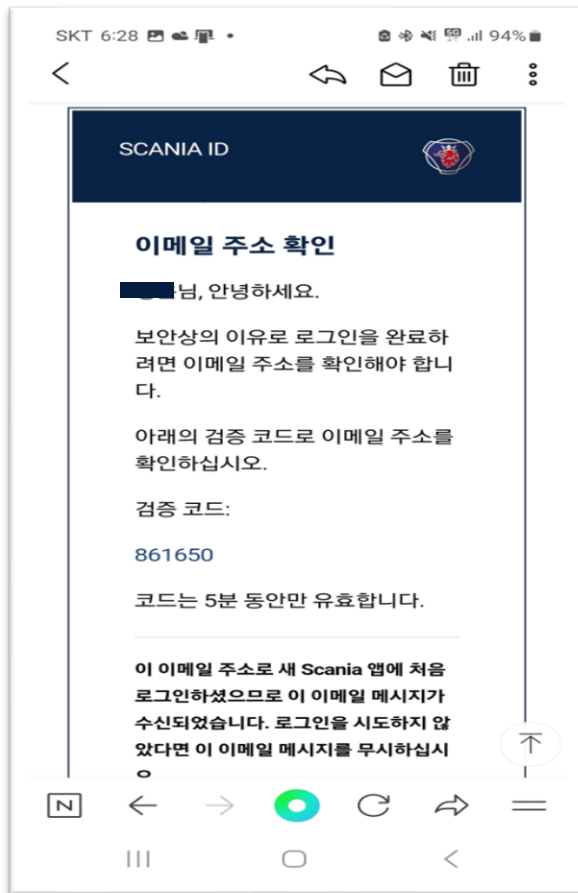 SKT 6:28
5G 94%
SCANIA ID
이메일 주소 확인
님, 안녕하세요.
보안상의 이유로 로그인을 완료하
려면 이메일 주소를 확인해야 합니
다.
아래의 검증 코드로 이메일 주소를
확인하십시오.
검증 코드:
861650
코드는 5분 동안만 유효합니다.
이 이메일 주소로 새 Scania 앱에 처음
로그인하셨으므로 이 이메일 메시지가
수신되었습니다. 로그인을 시도하지 않
았다면 이 이메일 메시지를 무시하십시
N